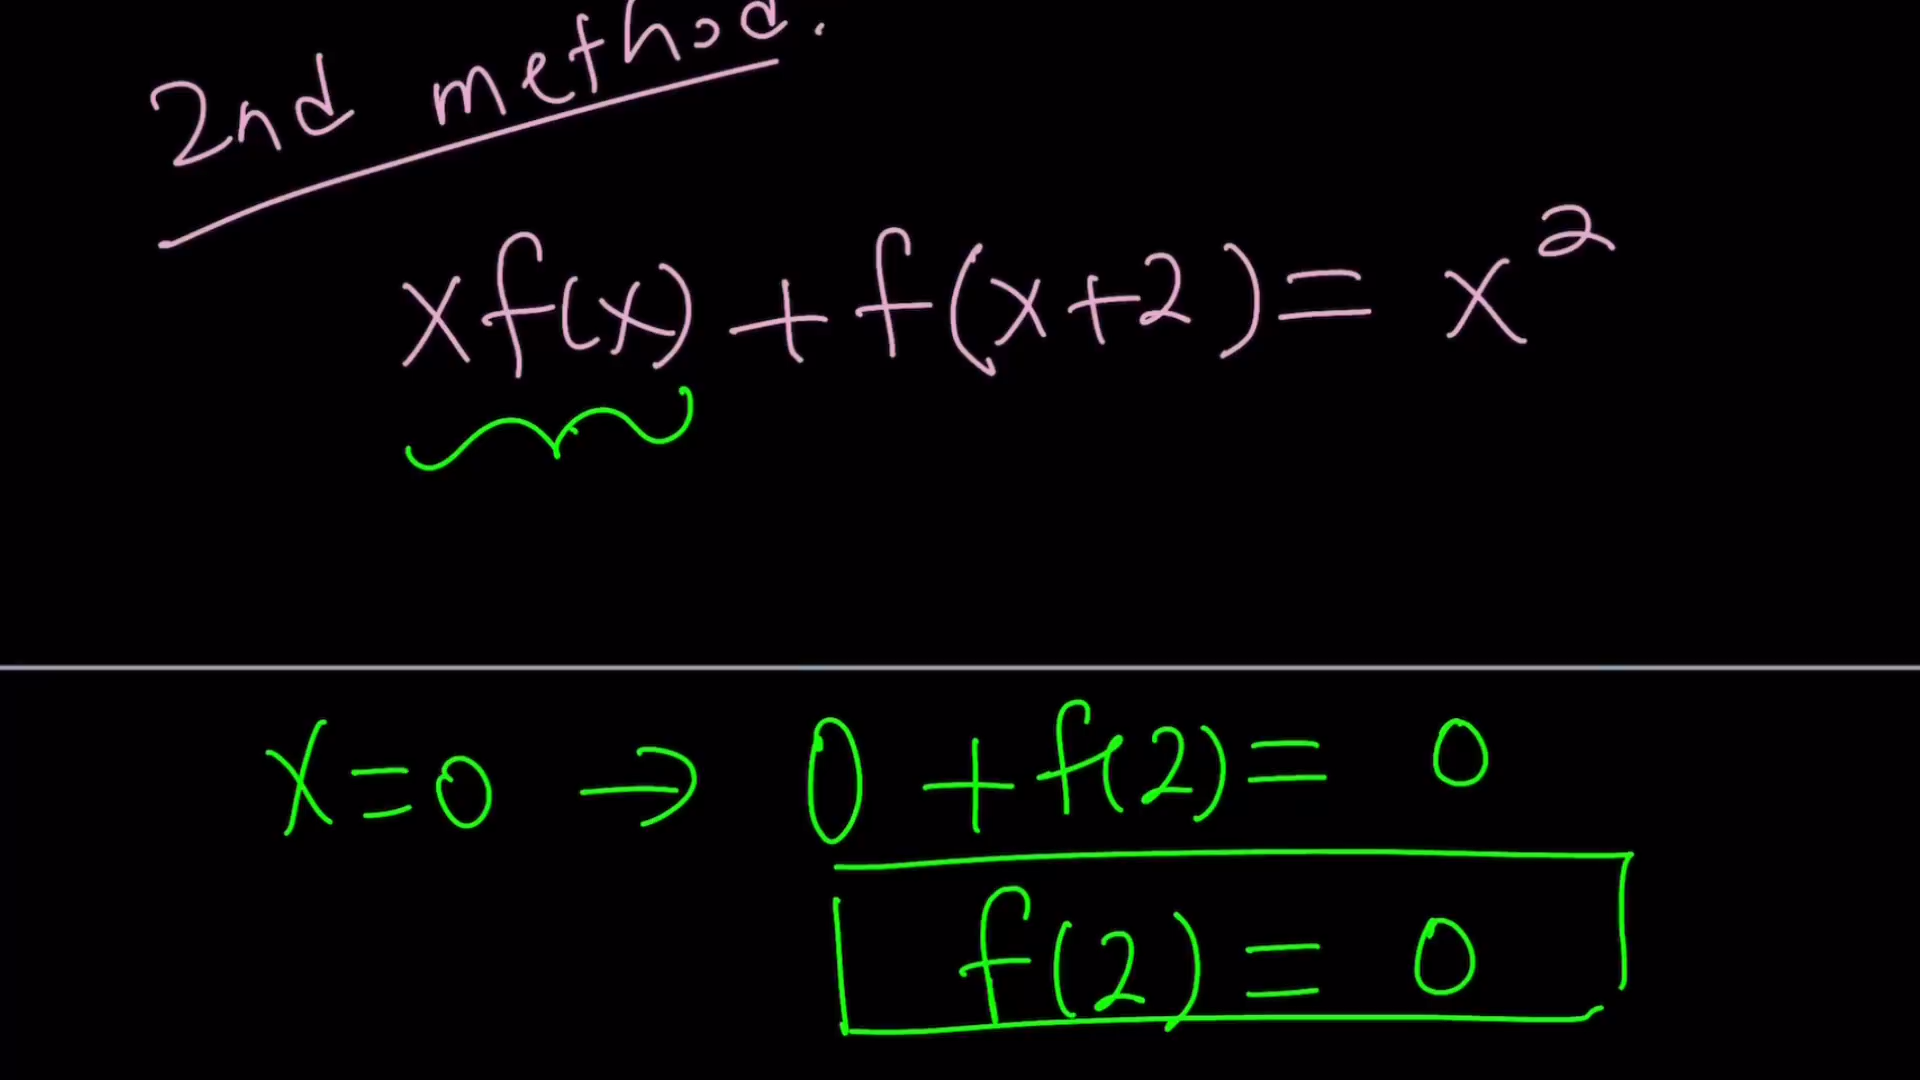 2nd method.
xf(x) + f(x+2) = x²
x=0 → 0 + f(2) = 0
f(2) = 0